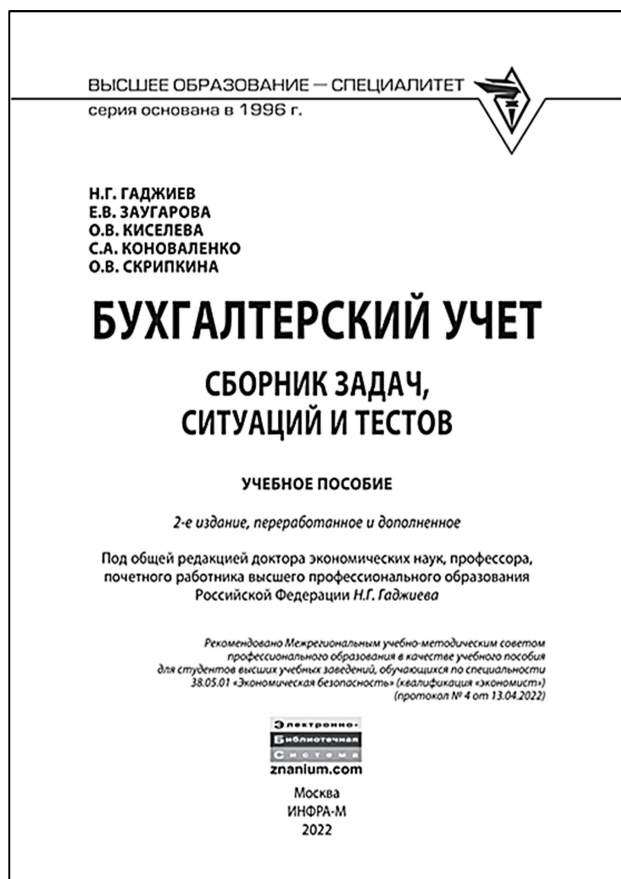 ВЫСШЕЕ ОБРАЗОВАНИЕ — СПЕЦИАЛИТЕТ
серия основана в 1996 г.
Н.Г. ГАДЖИЕВ
Е.В. ЗАУГАРОВА
О.В. КИСЕЛЕВА
С.А. КОНОВАЛЕНКО
О.В. СКРИПКИНА
БУХГАЛТЕРСКИЙ УЧЕТ
СБОРНИК ЗАДАЧ,
СИТУАЦИЙ И ТЕСТОВ
УЧЕБНОЕ ПОСОБИЕ
2-е издание, переработанное и дополненное
Под общей редакцией доктора экономических наук, профессора,
почетного работника высшего профессионального образования
Российской Федерации Н.Г. Гаджиева
Рекомендовано Межрегиональным учебно-методическим советом
профессионального образования в качестве учебного пособия
для студентов высших учебных заведений, обучающихся по специальности
38.05.01 «Экономическая безопасность» (квалификация «экономист»)
(протокол № 4 от 13.04.2022)
Электронно-
Библиотечная
Система
znanium.com
Москва
ИНФРА-М
2022